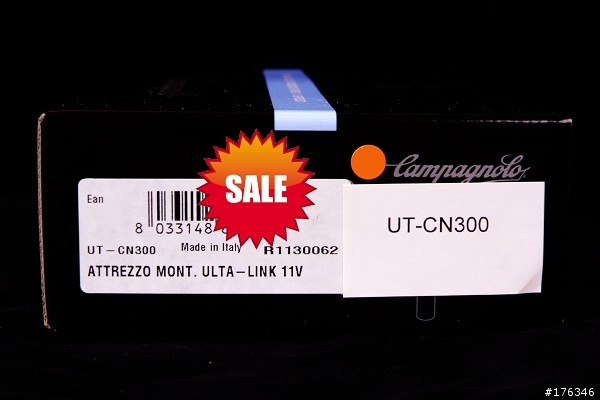 Campagnolo
SALE
Ean
8 033148
UT-CN300
Made in Italy
R1130062
ATTREZZO MONT. ULTA-LINK 11V
UT-CN300
#176346